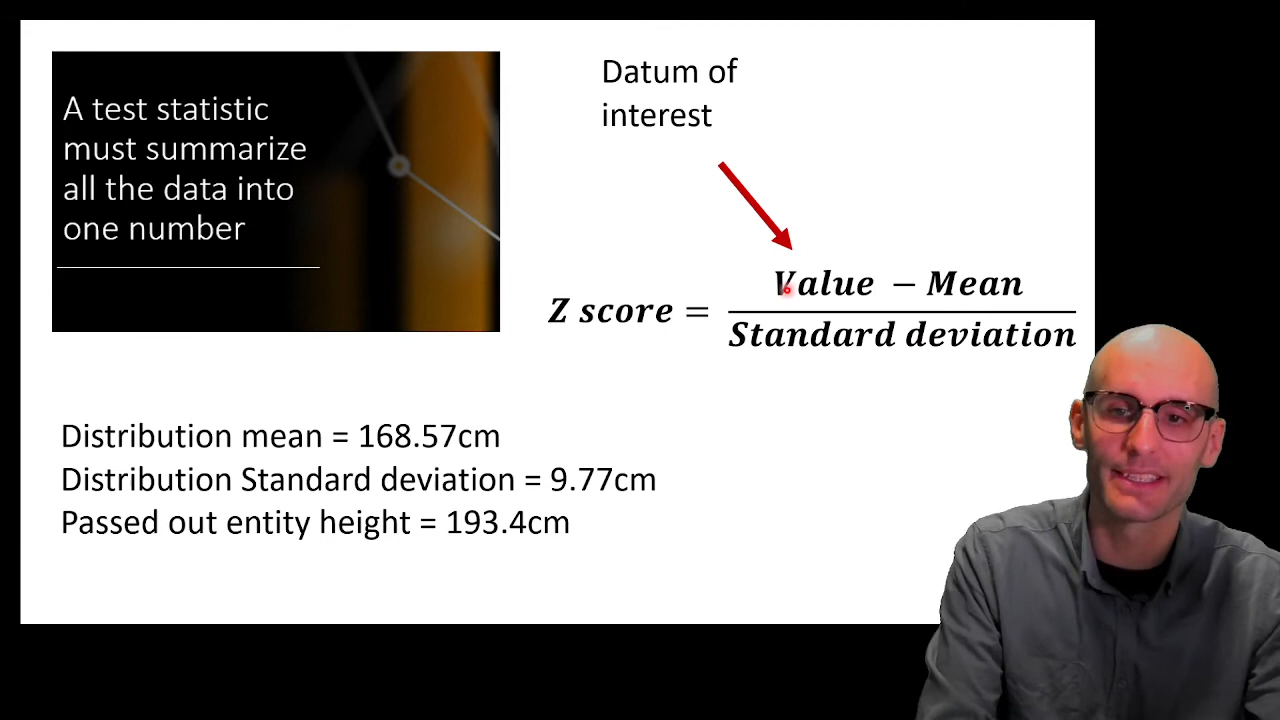 A test statistic
must summarize
all the data into
one number
Datum of
interest
Z score = Value − Mean / Standard deviation
Distribution mean = 168.57cm
Distribution Standard deviation = 9.77cm
Passed out entity height = 193.4cm